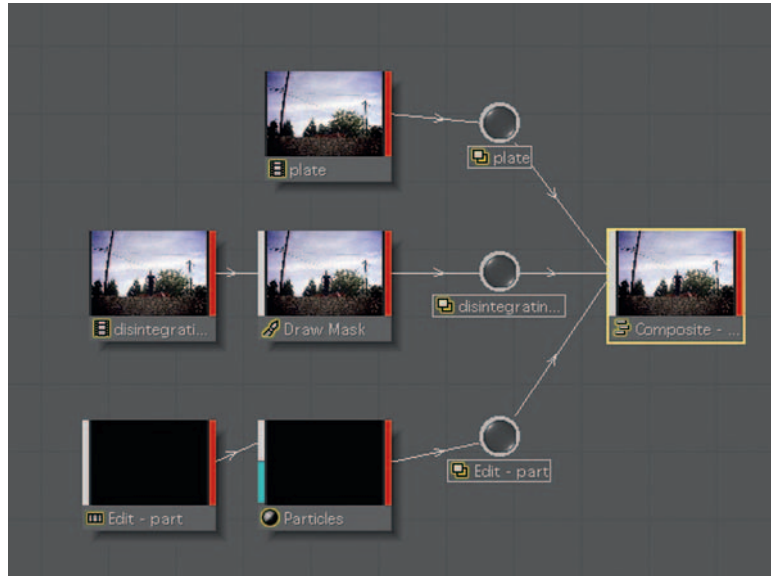 plate
plate
disintegrati...
Draw Mask
disintegratin...
Composite - ...
Edit - part
Edit - part
Particles